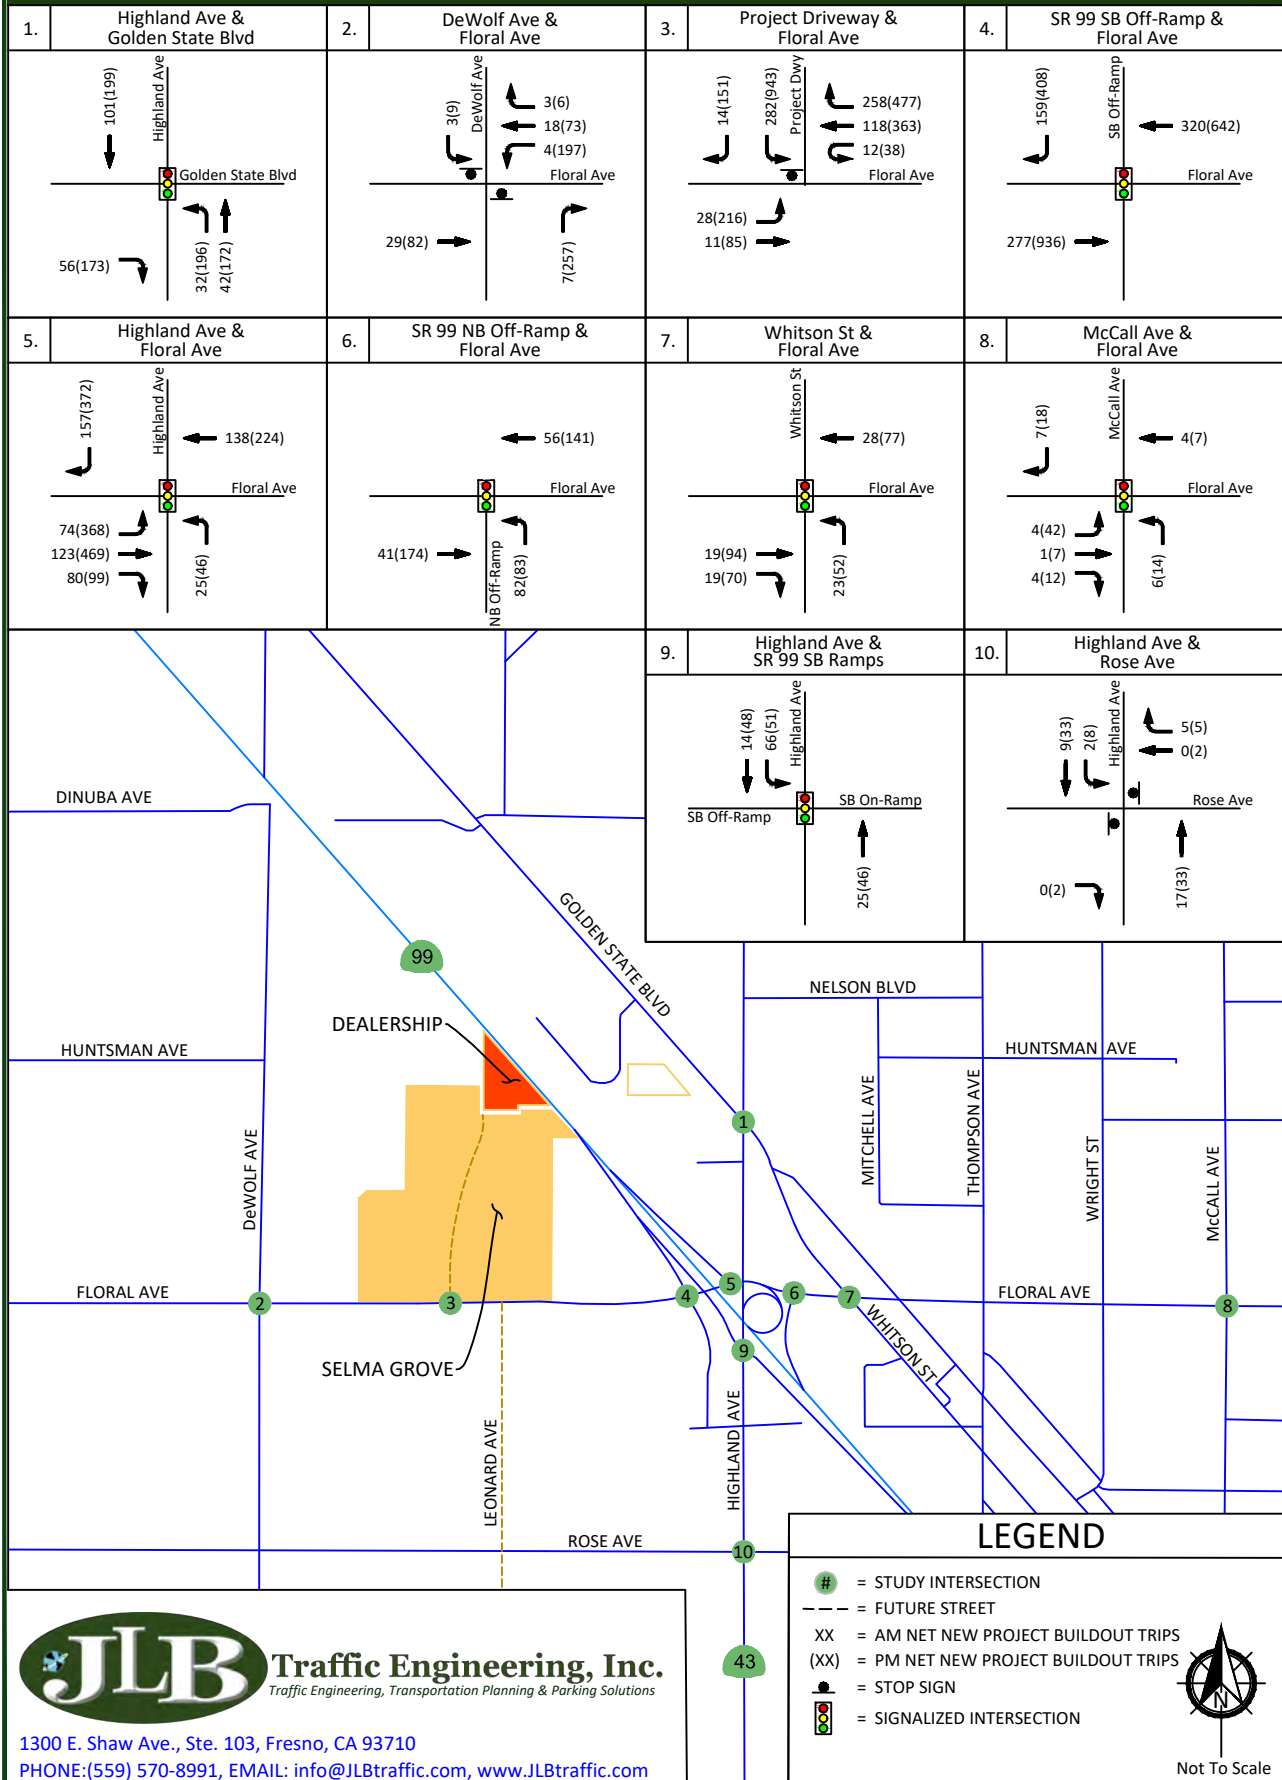 1.
Highland Ave &
Golden State Blvd
101(199)
Highland Ave
Golden State Blvd
56(173)
32(196)
42(172)
2.
DeWolf Ave &
Floral Ave
3(9)
DeWolf Ave
3(6)
18(73)
4(197)
Floral Ave
29(82)
7(257)
3.
Project Driveway &
Floral Ave
14(151)
282(943)
Project Dwy
258(477)
118(363)
12(38)
Floral Ave
28(216)
11(85)
4.
SR 99 SB Off-Ramp &
Floral Ave
159(408)
SB Off-Ramp
320(642)
Floral Ave
277(936)
5.
Highland Ave &
Floral Ave
157(372)
Highland Ave
138(224)
Floral Ave
74(368)
123(469)
80(99)
25(46)
6.
SR 99 NB Off-Ramp &
Floral Ave
56(141)
Floral Ave
41(174)
NB Off-Ramp
82(83)
7.
Whitson St &
Floral Ave
Whitson St
28(77)
Floral Ave
19(94)
19(70)
23(52)
8.
McCall Ave &
Floral Ave
7(18)
McCall Ave
4(7)
Floral Ave
4(42)
1(7)
4(12)
6(14)
9.
Highland Ave &
SR 99 SB Ramps
14(48)
66(51)
Highland Ave
SB On-Ramp
SB Off-Ramp
25(46)
10.
Highland Ave &
Rose Ave
9(33)
2(8)
Highland Ave
5(5)
0(2)
Rose Ave
0(2)
17(33)
DINUBA AVE
GOLDEN STATE BLVD
99
NELSON BLVD
DEALERSHIP
HUNTSMAN AVE
HUNTSMAN AVE
MITCHELL AVE
THOMPSON AVE
WRIGHT ST
McCALL AVE
DeWOLF AVE
1
FLORAL AVE
2
3
4
5
6
7
FLORAL AVE
8
WHITSON ST
9
SELMA GROVE
LEONARD AVE
HIGHLAND AVE
ROSE AVE
10
43
LEGEND
# = STUDY INTERSECTION
= FUTURE STREET
XX = AM NET NEW PROJECT BUILDOUT TRIPS
(XX) = PM NET NEW PROJECT BUILDOUT TRIPS
= STOP SIGN
= SIGNALIZED INTERSECTION
N
Not To Scale
JLB
Traffic Engineering, Inc.
Traffic Engineering, Transportation Planning & Parking Solutions
1300 E. Shaw Ave., Ste. 103, Fresno, CA 93710
PHONE:(559) 570-8991, EMAIL: info@JLBtraffic.com, www.JLBtraffic.com